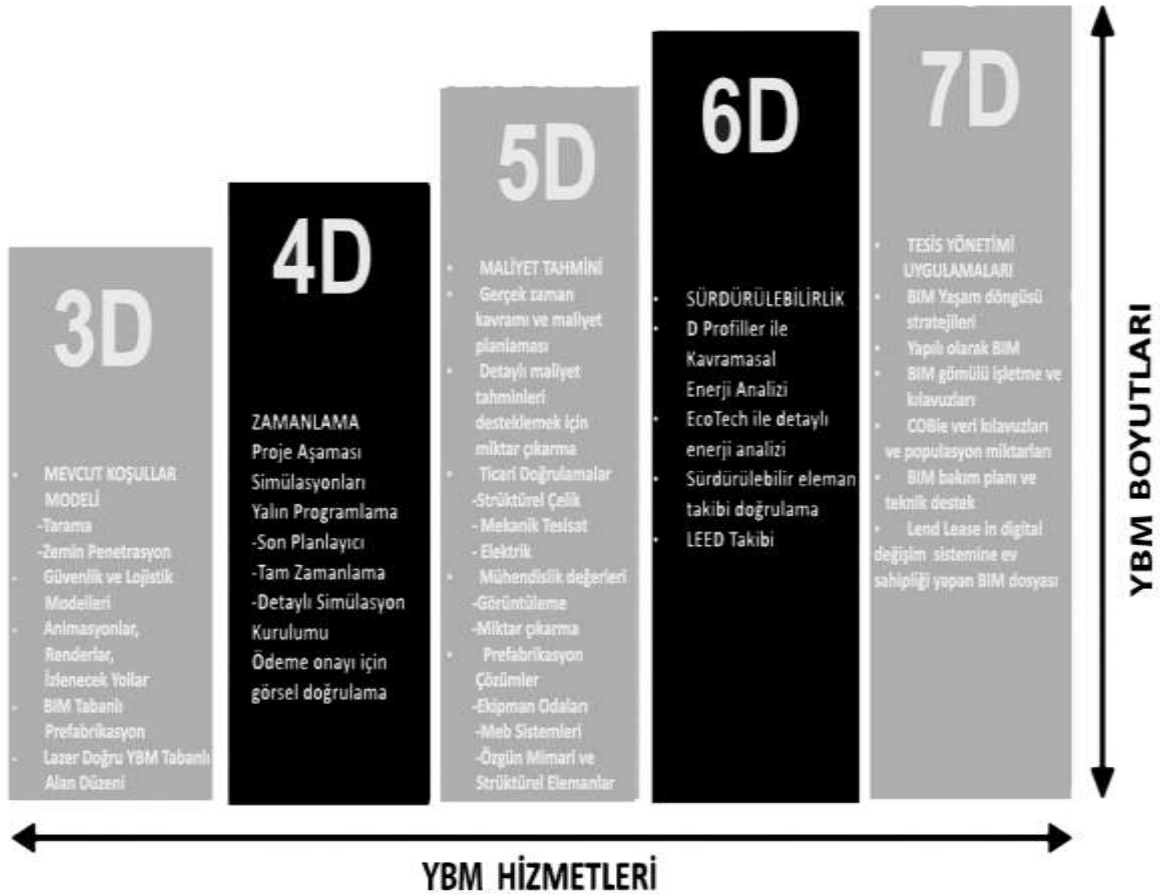 3D
MEVCUT KOŞULLAR
MODELİ
-Tarama
-Zemin Penetrasyon
Güvenlik ve Lojistik
Modelleri
Animasyonlar,
Renderlar,
İzlenecek Yollar
BIM Tabanlı
Prefabrikasyon
Lazer Doğru YBM Tabanlı
Alan Düzeni
4D
ZAMANLAMA
Proje Aşaması
Simülasyonları
Yalın Programlama
-Son Planlayıcı
-Tam Zamanlama
-Detaylı Simülasyon
Kurulumu
Ödeme onayı için
görsel doğrulama
5D
• MALİYET TAHMİNİ
• Gerçek zaman
kavramı ve maliyet
planlaması
• Detaylı maliyet
tahminleri
desteklemek için
miktar çıkarma
• Ticari Doğrulamalar
-Strüktürel Çelik
- Mekanik Tesisat
- Elektrik
• Mühendislik değerleri
-Görüntüleme
-Miktar çıkarma
• Prefabrikasyon
Çözümler
-Ekipman Odaları
-Meb Sistemleri
-Özgün Mimari ve
Strüktürel Elemanlar
6D
• SÜRDÜRÜLEBİLİRLİK
• D Profiller ile
Kavramasal
Enerji Analizi
• EcoTech ile detaylı
enerji analizi
• Sürdürülebilir eleman
takibi doğrulama
• LEED Takibi
7D
• TESİS YÖNETİMİ
UYGULAMALARI
• BIM Yaşam döngüsü
stratejileri
• Yapılı olarak BIM
• BIM gömülü işletme ve
kılavuzları
• COBie veri kılavuzları
ve populasyon miktarları
• BIM bakım planı ve
teknik destek
• Lend Lease in digital
değişim sistemine ev
sahipliği yapan BIM dosyası
YBM BOYUTLARI
YBM HİZMETLERİ